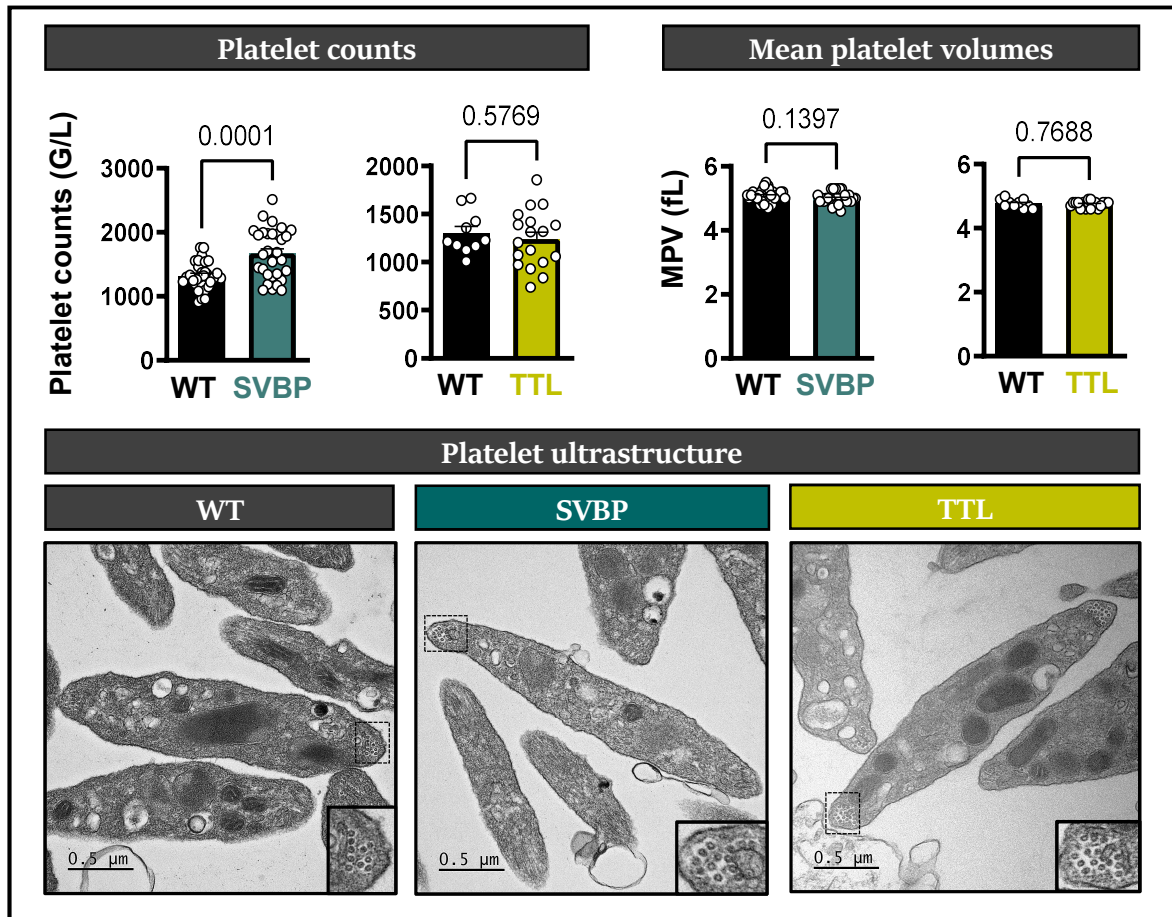 Platelet counts
Mean platelet volumes
Platelet counts (G/L)
0.0001
3000
2000
1000
0
WT SVBP
0.5769
2000
1500
1000
500
0
WT TTL
MPV (fL)
0.1397
6
4
2
0
WT SVBP
0.7688
6
4
2
0
WT TTL
Platelet ultrastructure
WT
SVBP
TTL
0.5 µm
0.5 µm
0.5 µm